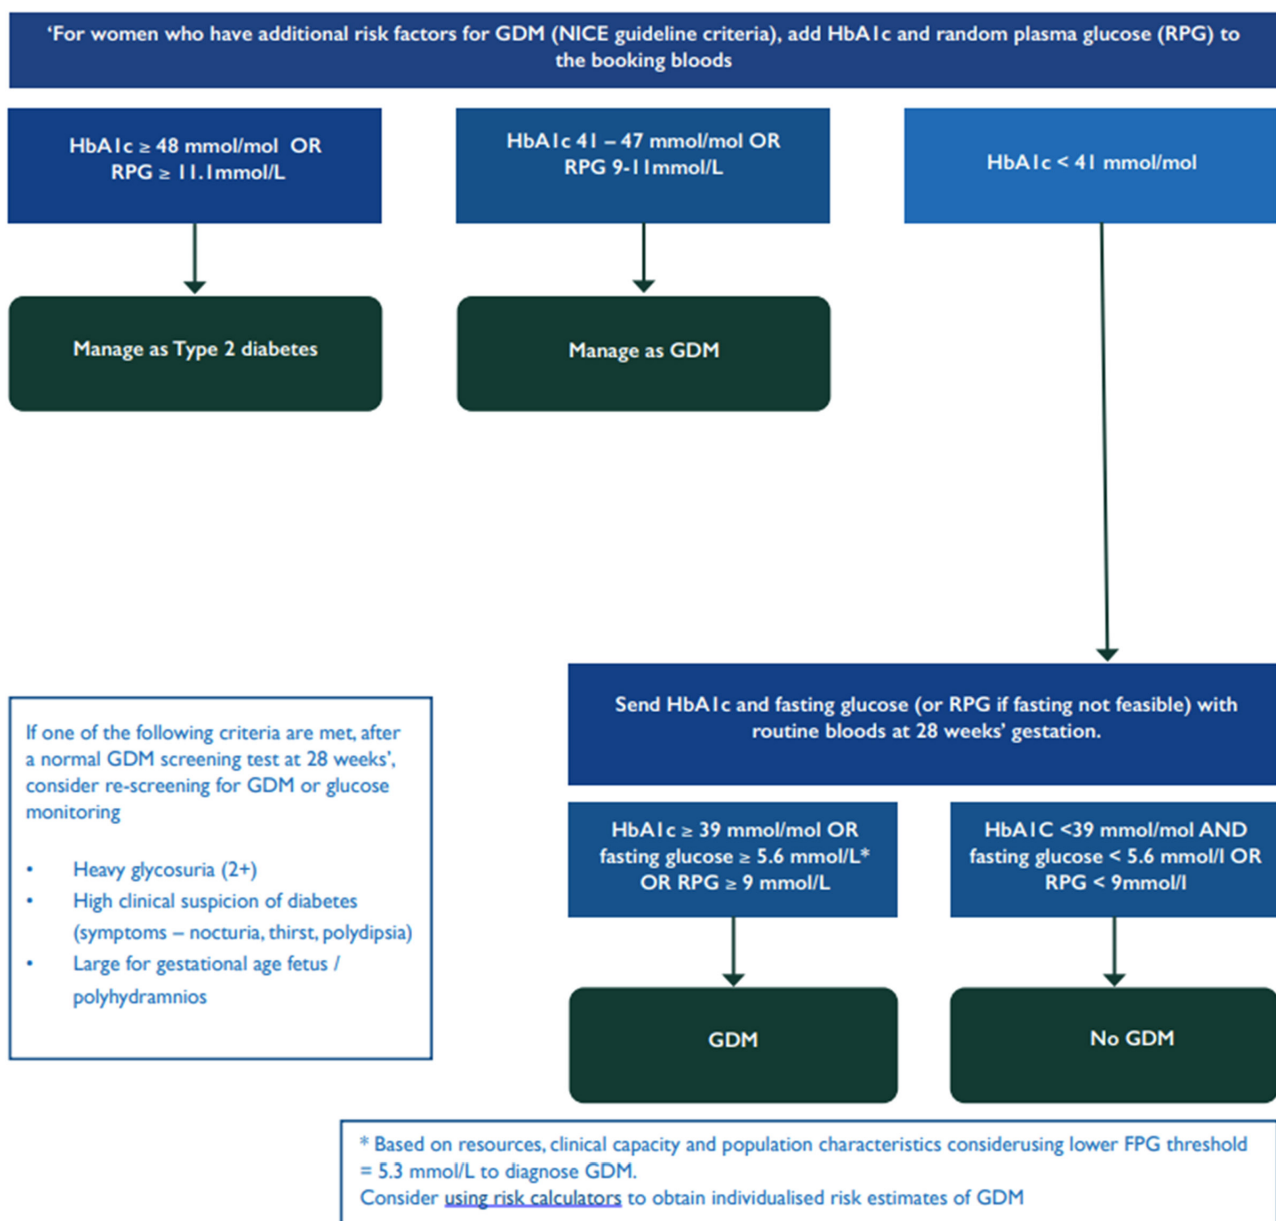 ‘For women who have additional risk factors for GDM (NICE guideline criteria), add HbA1c and random plasma glucose (RPG) to
the booking bloods
HbA1c ≥ 48 mmol/mol OR
RPG ≥ 11.1mmol/L
HbA1c 41 – 47 mmol/mol OR
RPG 9-11mmol/L
HbA1c < 41 mmol/mol
Manage as Type 2 diabetes
Manage as GDM
Send HbA1c and fasting glucose (or RPG if fasting not feasible) with
routine bloods at 28 weeks’ gestation.
If one of the following criteria are met, after
a normal GDM screening test at 28 weeks’,
consider re-screening for GDM or glucose
monitoring
• Heavy glycosuria (2+)
• High clinical suspicion of diabetes
(symptoms – nocturia, thirst, polydipsia)
• Large for gestational age fetus /
polyhydramnios
HbA1c ≥ 39 mmol/mol OR
fasting glucose ≥ 5.6 mmol/L*
OR RPG ≥ 9 mmol/L
HbA1C <39 mmol/mol AND
fasting glucose < 5.6 mmol/l OR
RPG < 9mmol/l
GDM
No GDM
* Based on resources, clinical capacity and population characteristics considerusing lower FPG threshold
= 5.3 mmol/L to diagnose GDM.
Consider using risk calculators to obtain individualised risk estimates of GDM